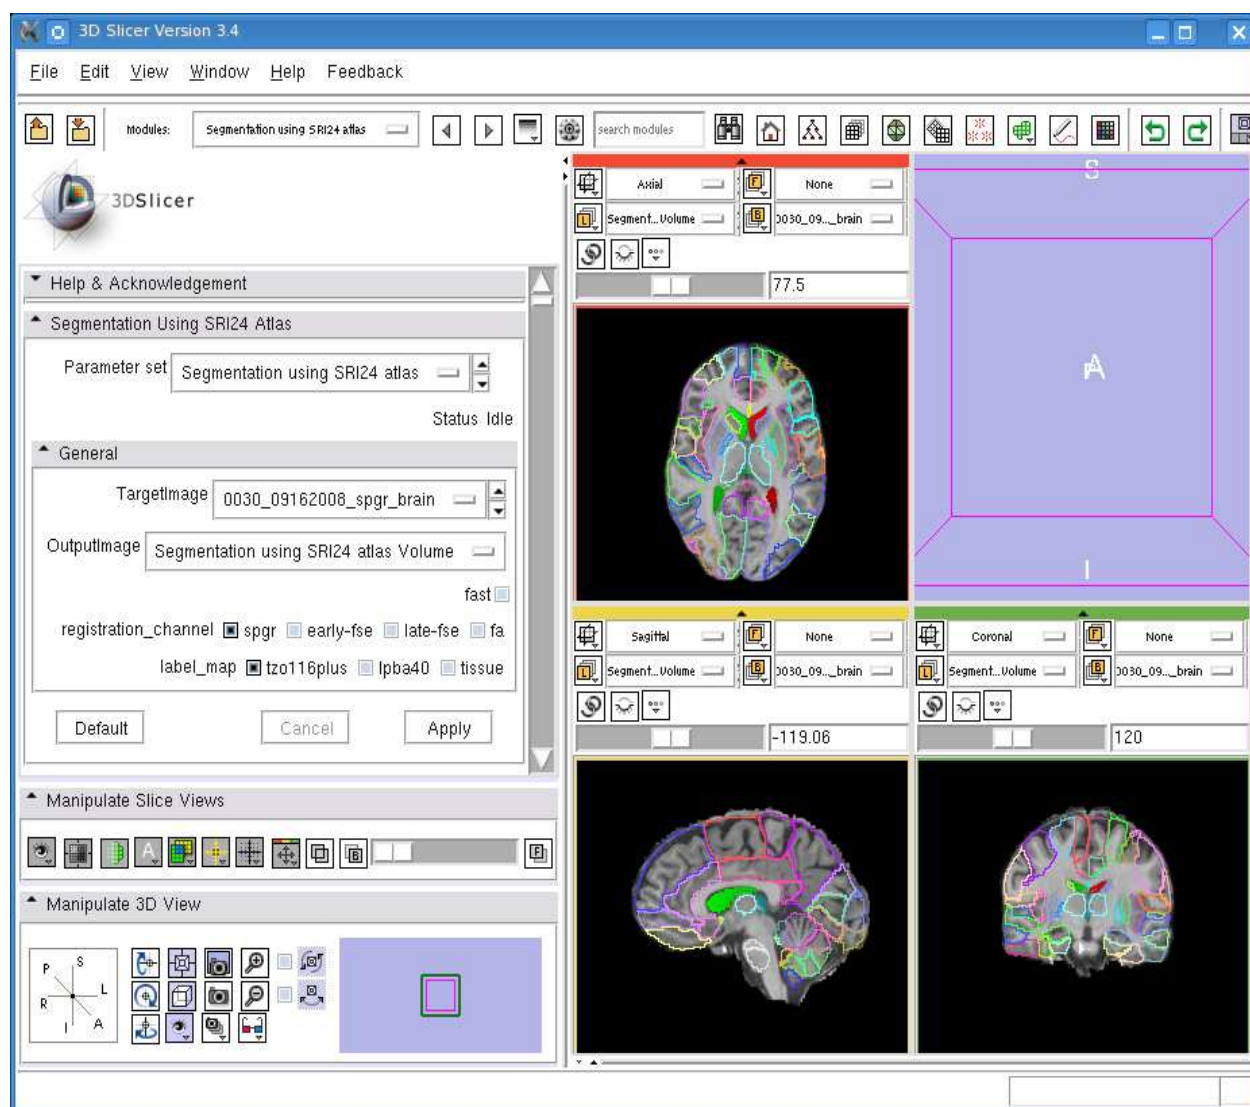 3D Slicer Version 3.4
File Edit View Window Help Feedback
Modules: Segmentation using SRI24 atlas search modules
3DSlicer
Help & Acknowledgement
Segmentation Using SRI24 Atlas
Parameter set Segmentation using SRI24 atlas
Status Idle
General
TargetImage 0030_09162008_spgr_brain
OutputImage Segmentation using SRI24 atlas Volume
fast
registration_channel spgr early-fse late-fse fa
label_map tzo116plus lpba40 tissue
Default Cancel Apply
Manipulate Slice Views
A
B F
Manipulate 3D View
P S
R L
I A
Axial F None
L Segment...Volume B 0030_09..._brain
77.5
S
A
I
Sagittal F None
L Segment...Volume B 0030_09..._brain
-119.06
Coronal F None
L Segment...Volume B 0030_09..._brain
120